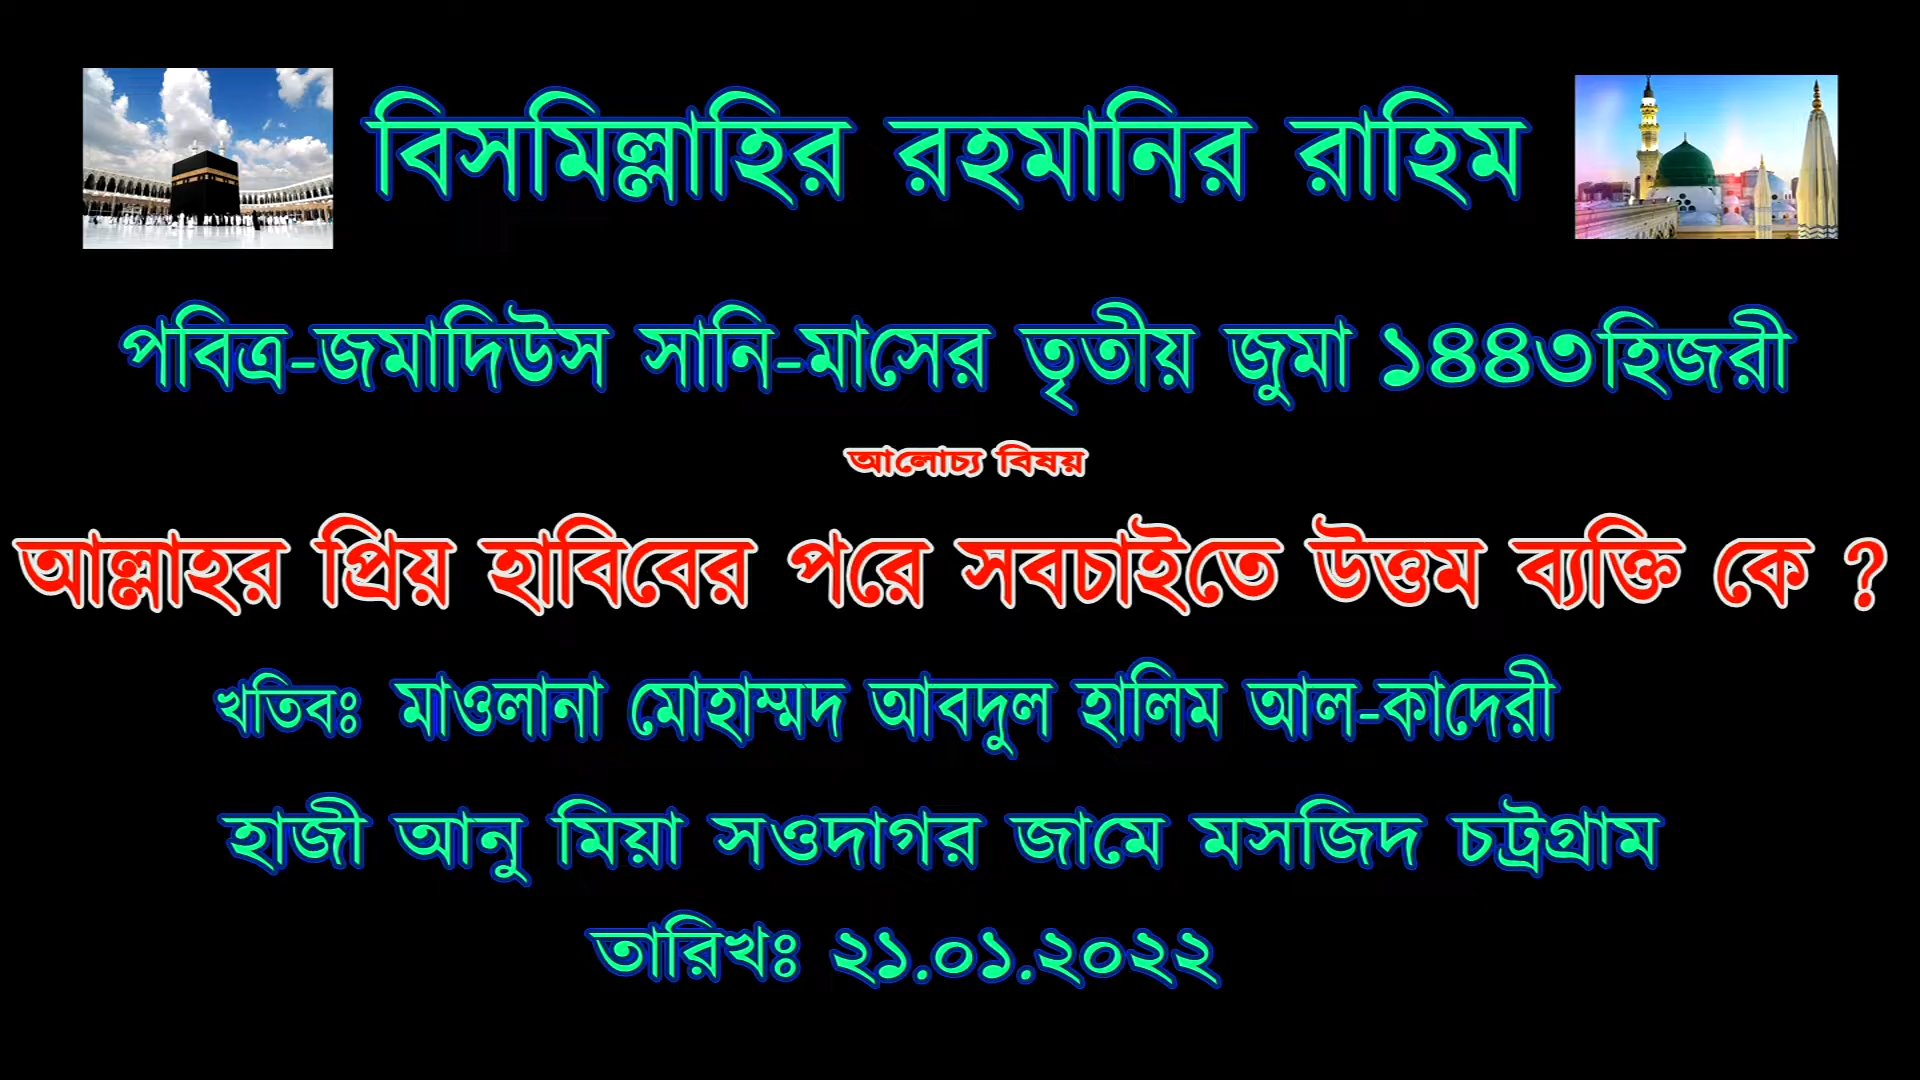 বিসমিল্লাহির রহমানির রাহিম
পবিত্র-জমাদিউস সানি-মাসের তৃতীয় জুমা ১৪৪৩হিজরী
আলোচ্য বিষয়
আল্লাহর প্রিয় হাবিবের পরে সবচাইতে উত্তম ব্যক্তি কে ?
খতিবঃ মাওলানা মোহাম্মদ আবদুল হালিম আল-কাদেরী
হাজী আনু মিয়া সওদাগর জামে মসজিদ চট্রগ্রাম
তারিখঃ ২১.০১.২০২২